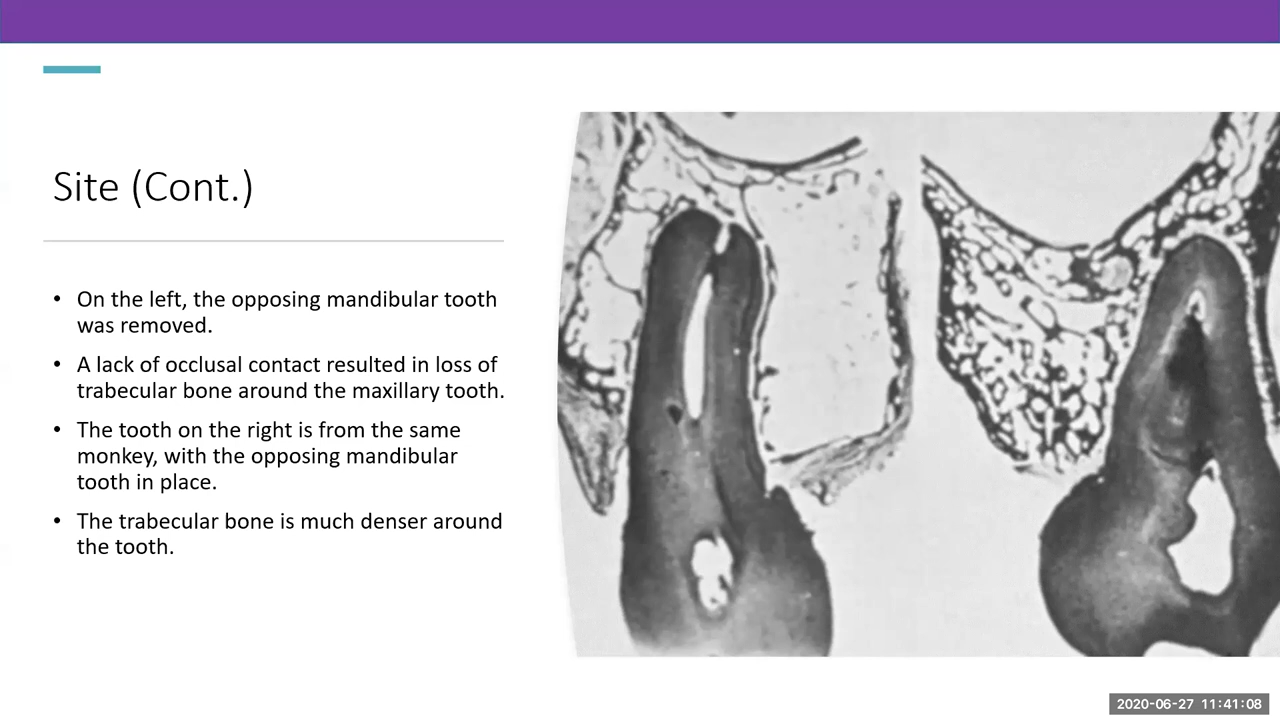 Site (Cont.)
• On the left, the opposing mandibular tooth
was removed.
• A lack of occlusal contact resulted in loss of
trabecular bone around the maxillary tooth.
• The tooth on the right is from the same
monkey, with the opposing mandibular
tooth in place.
• The trabecular bone is much denser around
the tooth.
2020-06-27 11:41:08